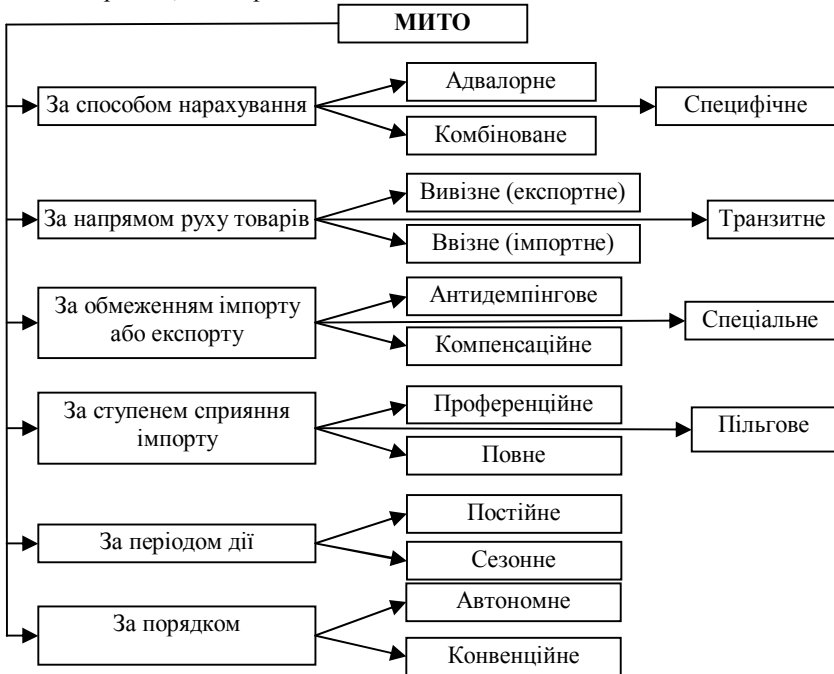 МИТО
За способом нарахування
Адвалорне
Специфічне
Комбіноване
За напрямом руху товарів
Вивізне (експортне)
Транзитне
Ввізне (імпортне)
За обмеженням імпорту
або експорту
Антидемпінгове
Спеціальне
Компенсаційне
За ступенем сприяння
імпорту
Проференційне
Пільгове
Повне
За періодом дії
Постійне
Сезонне
За порядком
Автономне
Конвенційне